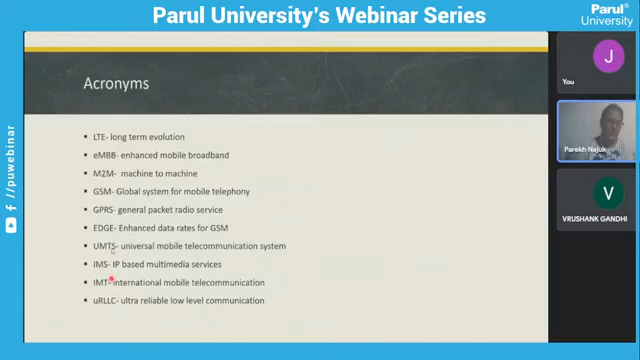 Parul University's Webinar Series
Parul®
University
Acronyms
LTE- long term evolution
eMBB- enhanced mobile broadband
M2M- machine to machine
GSM- Global system for mobile telephony
GPRS- general packet radio service
EDGE- Enhanced data rates for GSM
UMTS- universal mobile telecommunication system
IMS- IP based multimedia services
IMT- international mobile telecommunication
uRLLC- ultra reliable low level communication
J
You
Parekh Najuk
V
VRUSHANK GANDHI
f //puwebinar